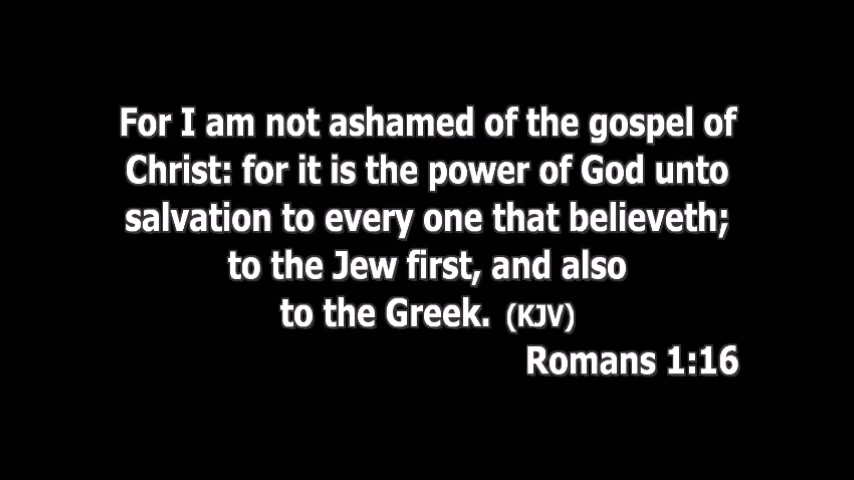 For I am not ashamed of the gospel of
Christ: for it is the power of God unto
salvation to every one that believeth;
to the Jew first, and also
to the Greek. (KJV)
Romans 1:16